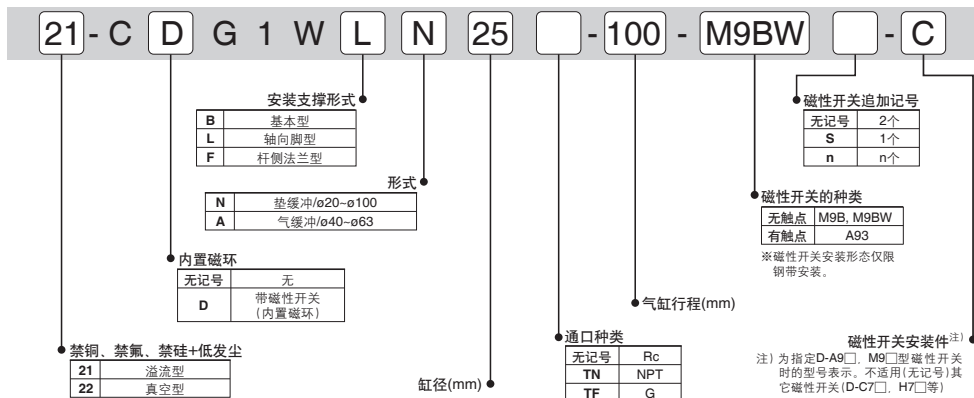 21 - C D G 1 W L N 25 - 100 - M9BW - C
安装支撑形式
B 基本型
L 轴向脚型
F 杆侧法兰型
形式
N 垫缓冲/ø20~ø100
A 气缓冲/ø40~ø63
内置磁环
无记号 无
D 带磁性开关
(内置磁环)
禁铜、禁氟、禁硅+低发尘
21 溢流型
22 真空型
缸径(mm)
通口种类
无记号 Rc
TN NPT
TF G
气缸行程(mm)
磁性开关的种类
无触点 M9B, M9BW
有触点 A93
※磁性开关安装形态仅限
钢带安装。
磁性开关追加记号
无记号 2个
S 1个
n n个
磁性开关安装件注)
注) 为指定D-A9□、M9□型磁性开关
时的型号表示。不适用(无记号)其
它磁性开关(D-C7□、H7□等)